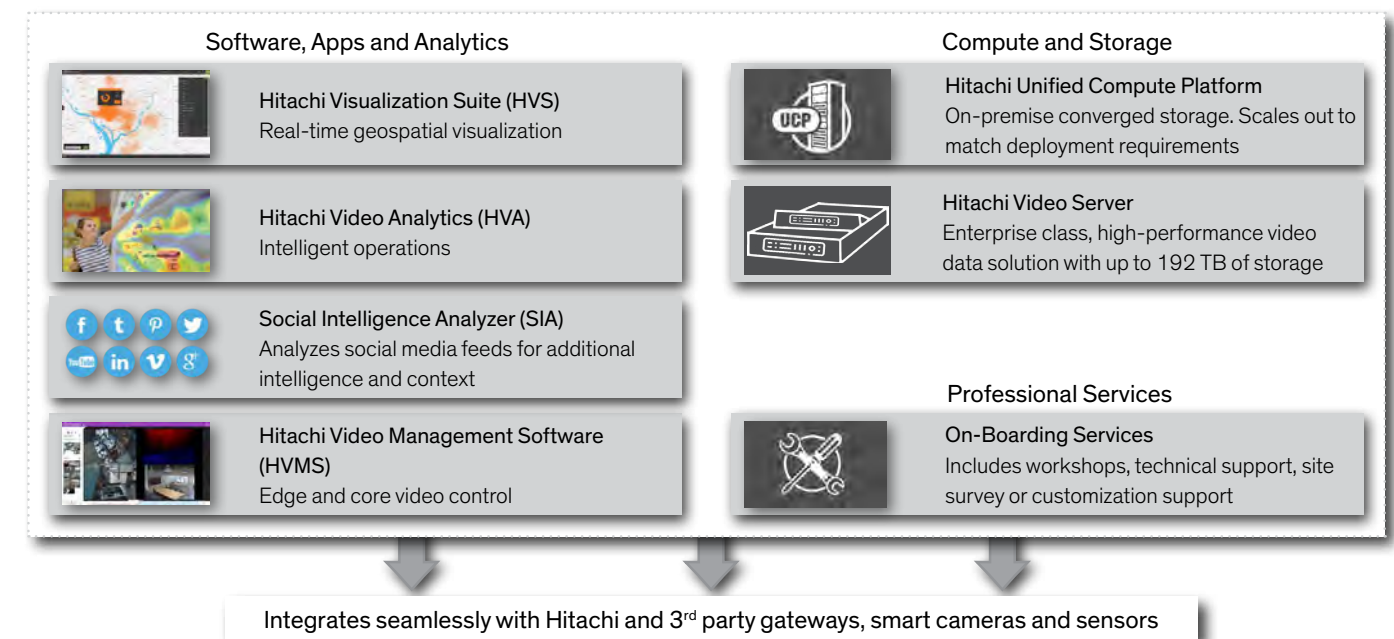 Software, Apps and Analytics
Hitachi Visualization Suite (HVS)
Real-time geospatial visualization
Hitachi Video Analytics (HVA)
Intelligent operations
f t p
You Tube in v g+
Social Intelligence Analyzer (SIA)
Analyzes social media feeds for additional
intelligence and context
Hitachi Video Management Software
(HVMS)
Edge and core video control
Compute and Storage
UCP
Hitachi Unified Compute Platform
On-premise converged storage. Scales out to
match deployment requirements
Hitachi Video Server
Enterprise class, high-performance video
data solution with up to 192 TB of storage
Professional Services
On-Boarding Services
Includes workshops, technical support, site
survey or customization support
Integrates seamlessly with Hitachi and 3rd party gateways, smart cameras and sensors